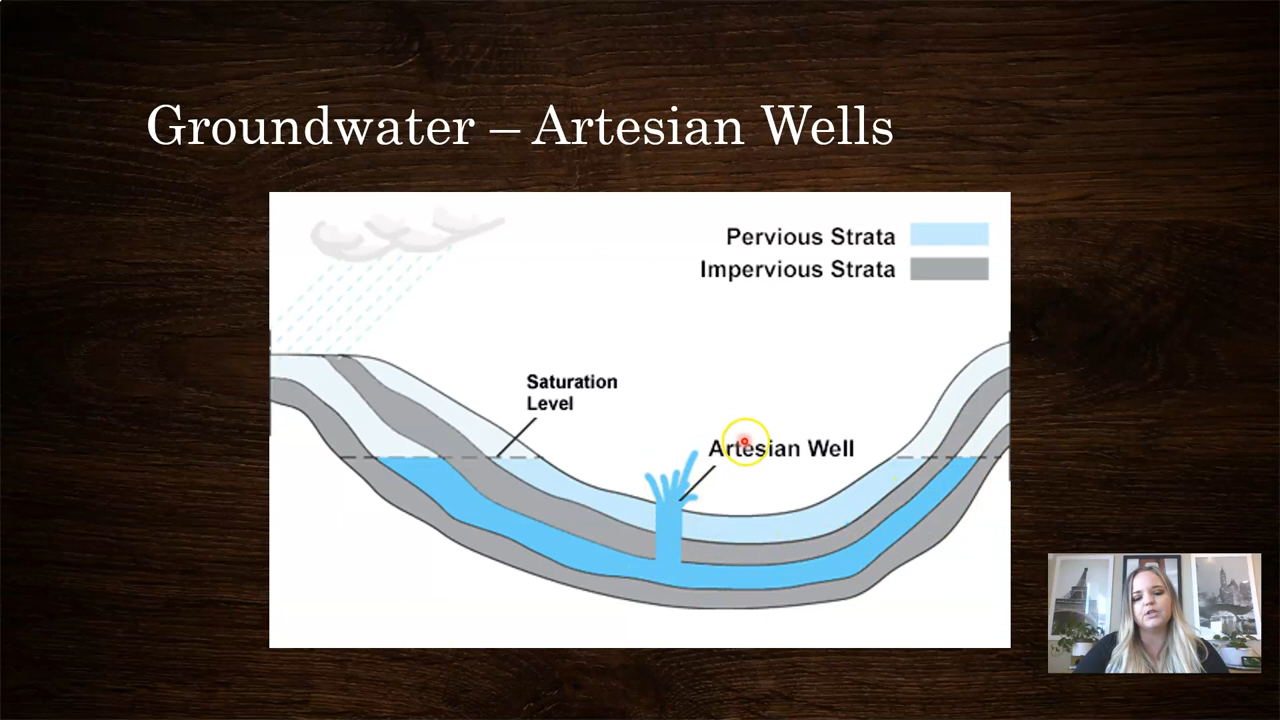 Groundwater – Artesian Wells
Pervious Strata
Impervious Strata
Saturation
Level
Artesian Well